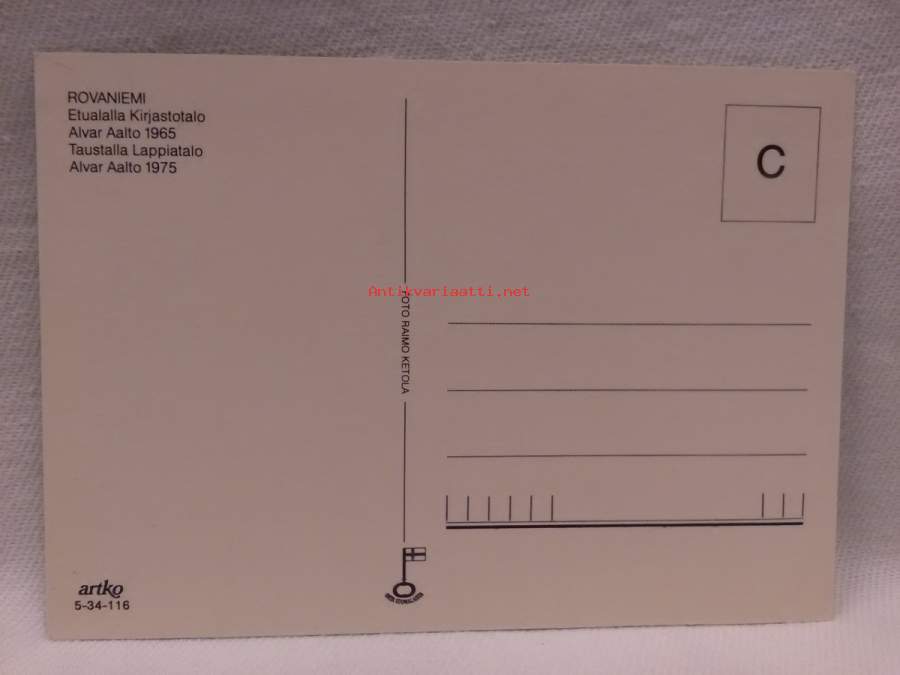 ROVANIEMI
Etualalla Kirjastotalo
Alvar Aalto 1965
Taustalla Lappiatalo
Alvar Aalto 1975
C
Antikvariaatti.net
FOTO RAIMO KETOLA
artko
5-34-116